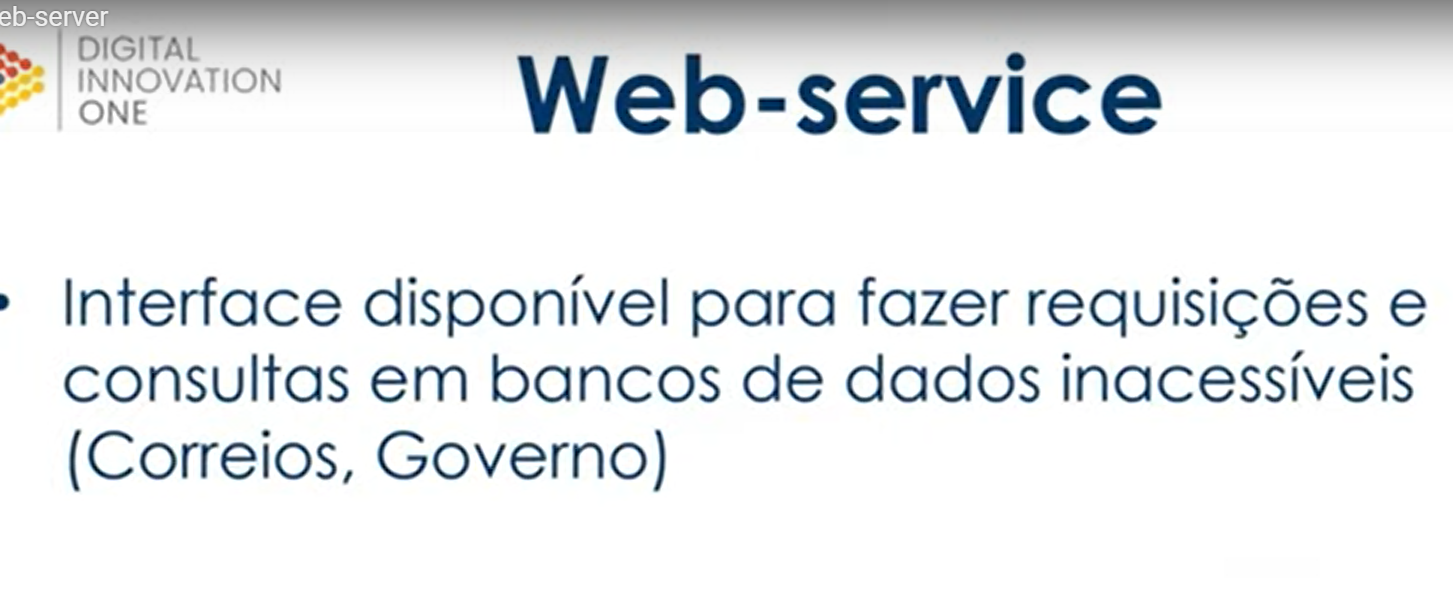 eb-server
DIGITAL
INNOVATION
ONE
Web-service
• Interface disponível para fazer requisições e
consultas em bancos de dados inacessíveis
(Correios, Governo)